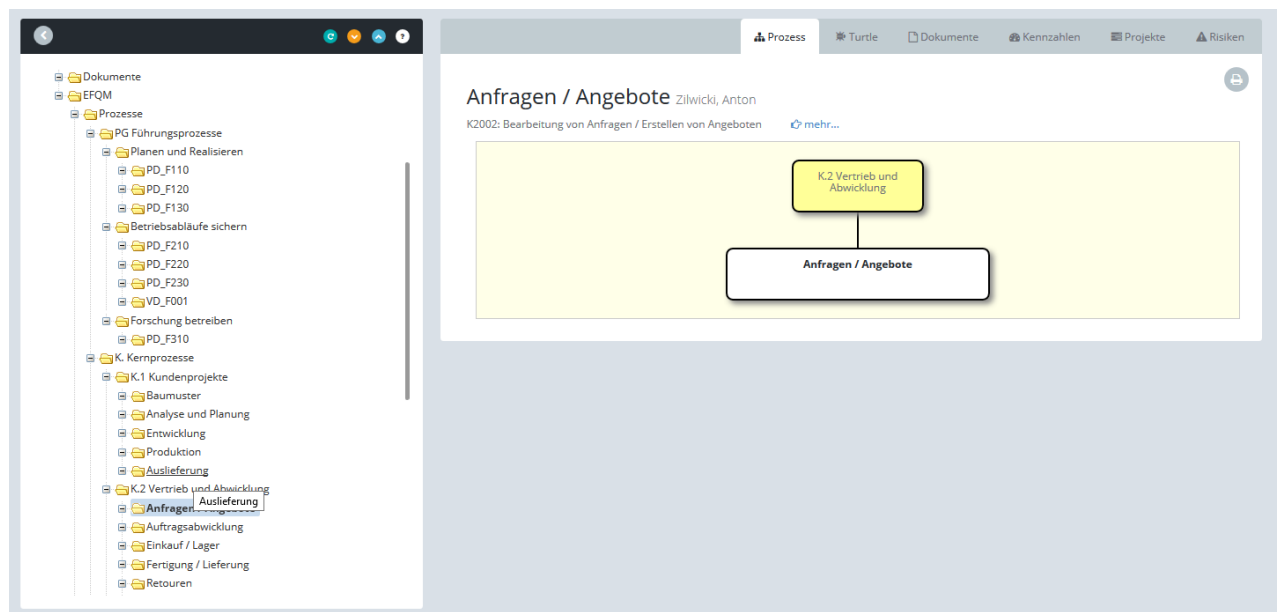 Dokumente
EFQM
Prozesse
PG Führungsprozesse
Planen und Realisieren
PD_F110
PD_F120
PD_F130
Betriebsabläufe sichern
PD_F210
PD_F220
PD_F230
VD_F001
Forschung betreiben
PD_F310
K. Kernprozesse
K.1 Kundenprojekte
Baumuster
Analyse und Planung
Entwicklung
Produktion
Auslieferung
K.2 Vertrieb und Abwicklung
Auslieferung
Anfragen / Angebote
Auftragsabwicklung
Einkauf / Lager
Fertigung / Lieferung
Retouren
Prozess Turtle Dokumente Kennzahlen Projekte Risiken
Anfragen / Angebote Zilwicki, Anton
K2002: Bearbeitung von Anfragen / Erstellen von Angeboten mehr...
K.2 Vertrieb und
Abwicklung
Anfragen / Angebote